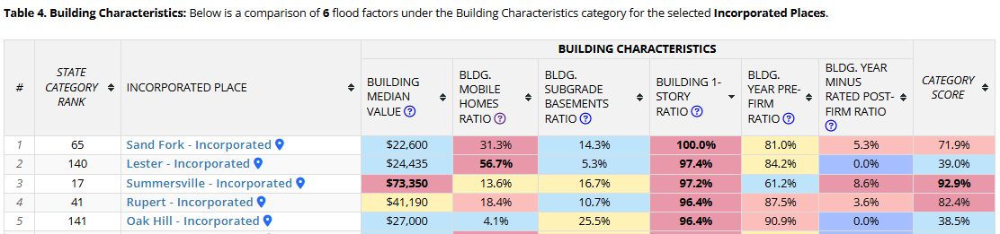 Table 4. Building Characteristics: Below is a comparison of 6 flood factors under the Building Characteristics category for the selected Incorporated Places.
BUILDING CHARACTERISTICS
# STATE CATEGORY RANK INCORPORATED PLACE BUILDING MEDIAN VALUE BLDG. MOBILE HOMES RATIO BLDG. SUBGRADE BASEMENTS RATIO BUILDING 1-STORY RATIO BLDG. YEAR PRE-FIRM RATIO BLDG. YEAR MINUS RATED POST-FIRM RATIO CATEGORY SCORE
1 65 Sand Fork - Incorporated $22,600 31.3% 14.3% 100.0% 81.0% 5.3% 71.9%
2 140 Lester - Incorporated $24,435 56.7% 5.3% 97.4% 84.2% 0.0% 39.0%
3 17 Summersville - Incorporated $73,350 13.6% 16.7% 97.2% 61.2% 8.6% 92.9%
4 41 Rupert - Incorporated $41,190 18.4% 10.7% 96.4% 87.5% 3.6% 82.4%
5 141 Oak Hill - Incorporated $27,000 4.1% 25.5% 96.4% 90.9% 0.0% 38.5%